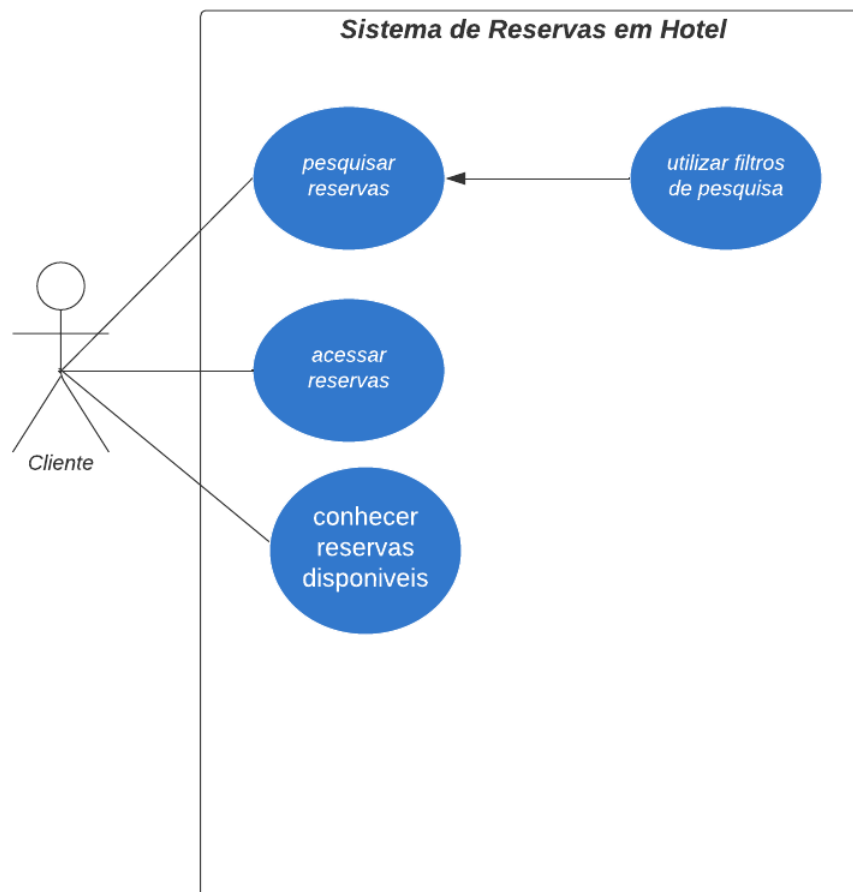 Sistema de Reservas em Hotel
pesquisar
reservas
utilizar filtros
de pesquisa
acessar
reservas
Cliente
conhecer
reservas
disponiveis